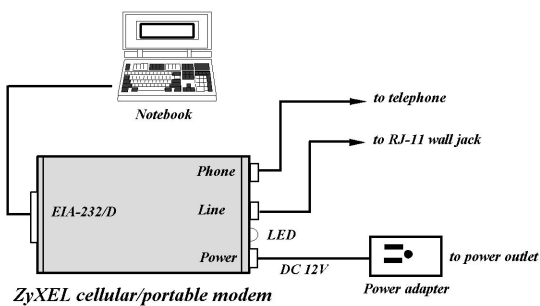 Notebook
to telephone
to RJ-11 wall jack
Phone
EIA-232/D
Line
LED
Power
DC 12V
to power outlet
Power adapter
ZyXEL cellular/portable modem